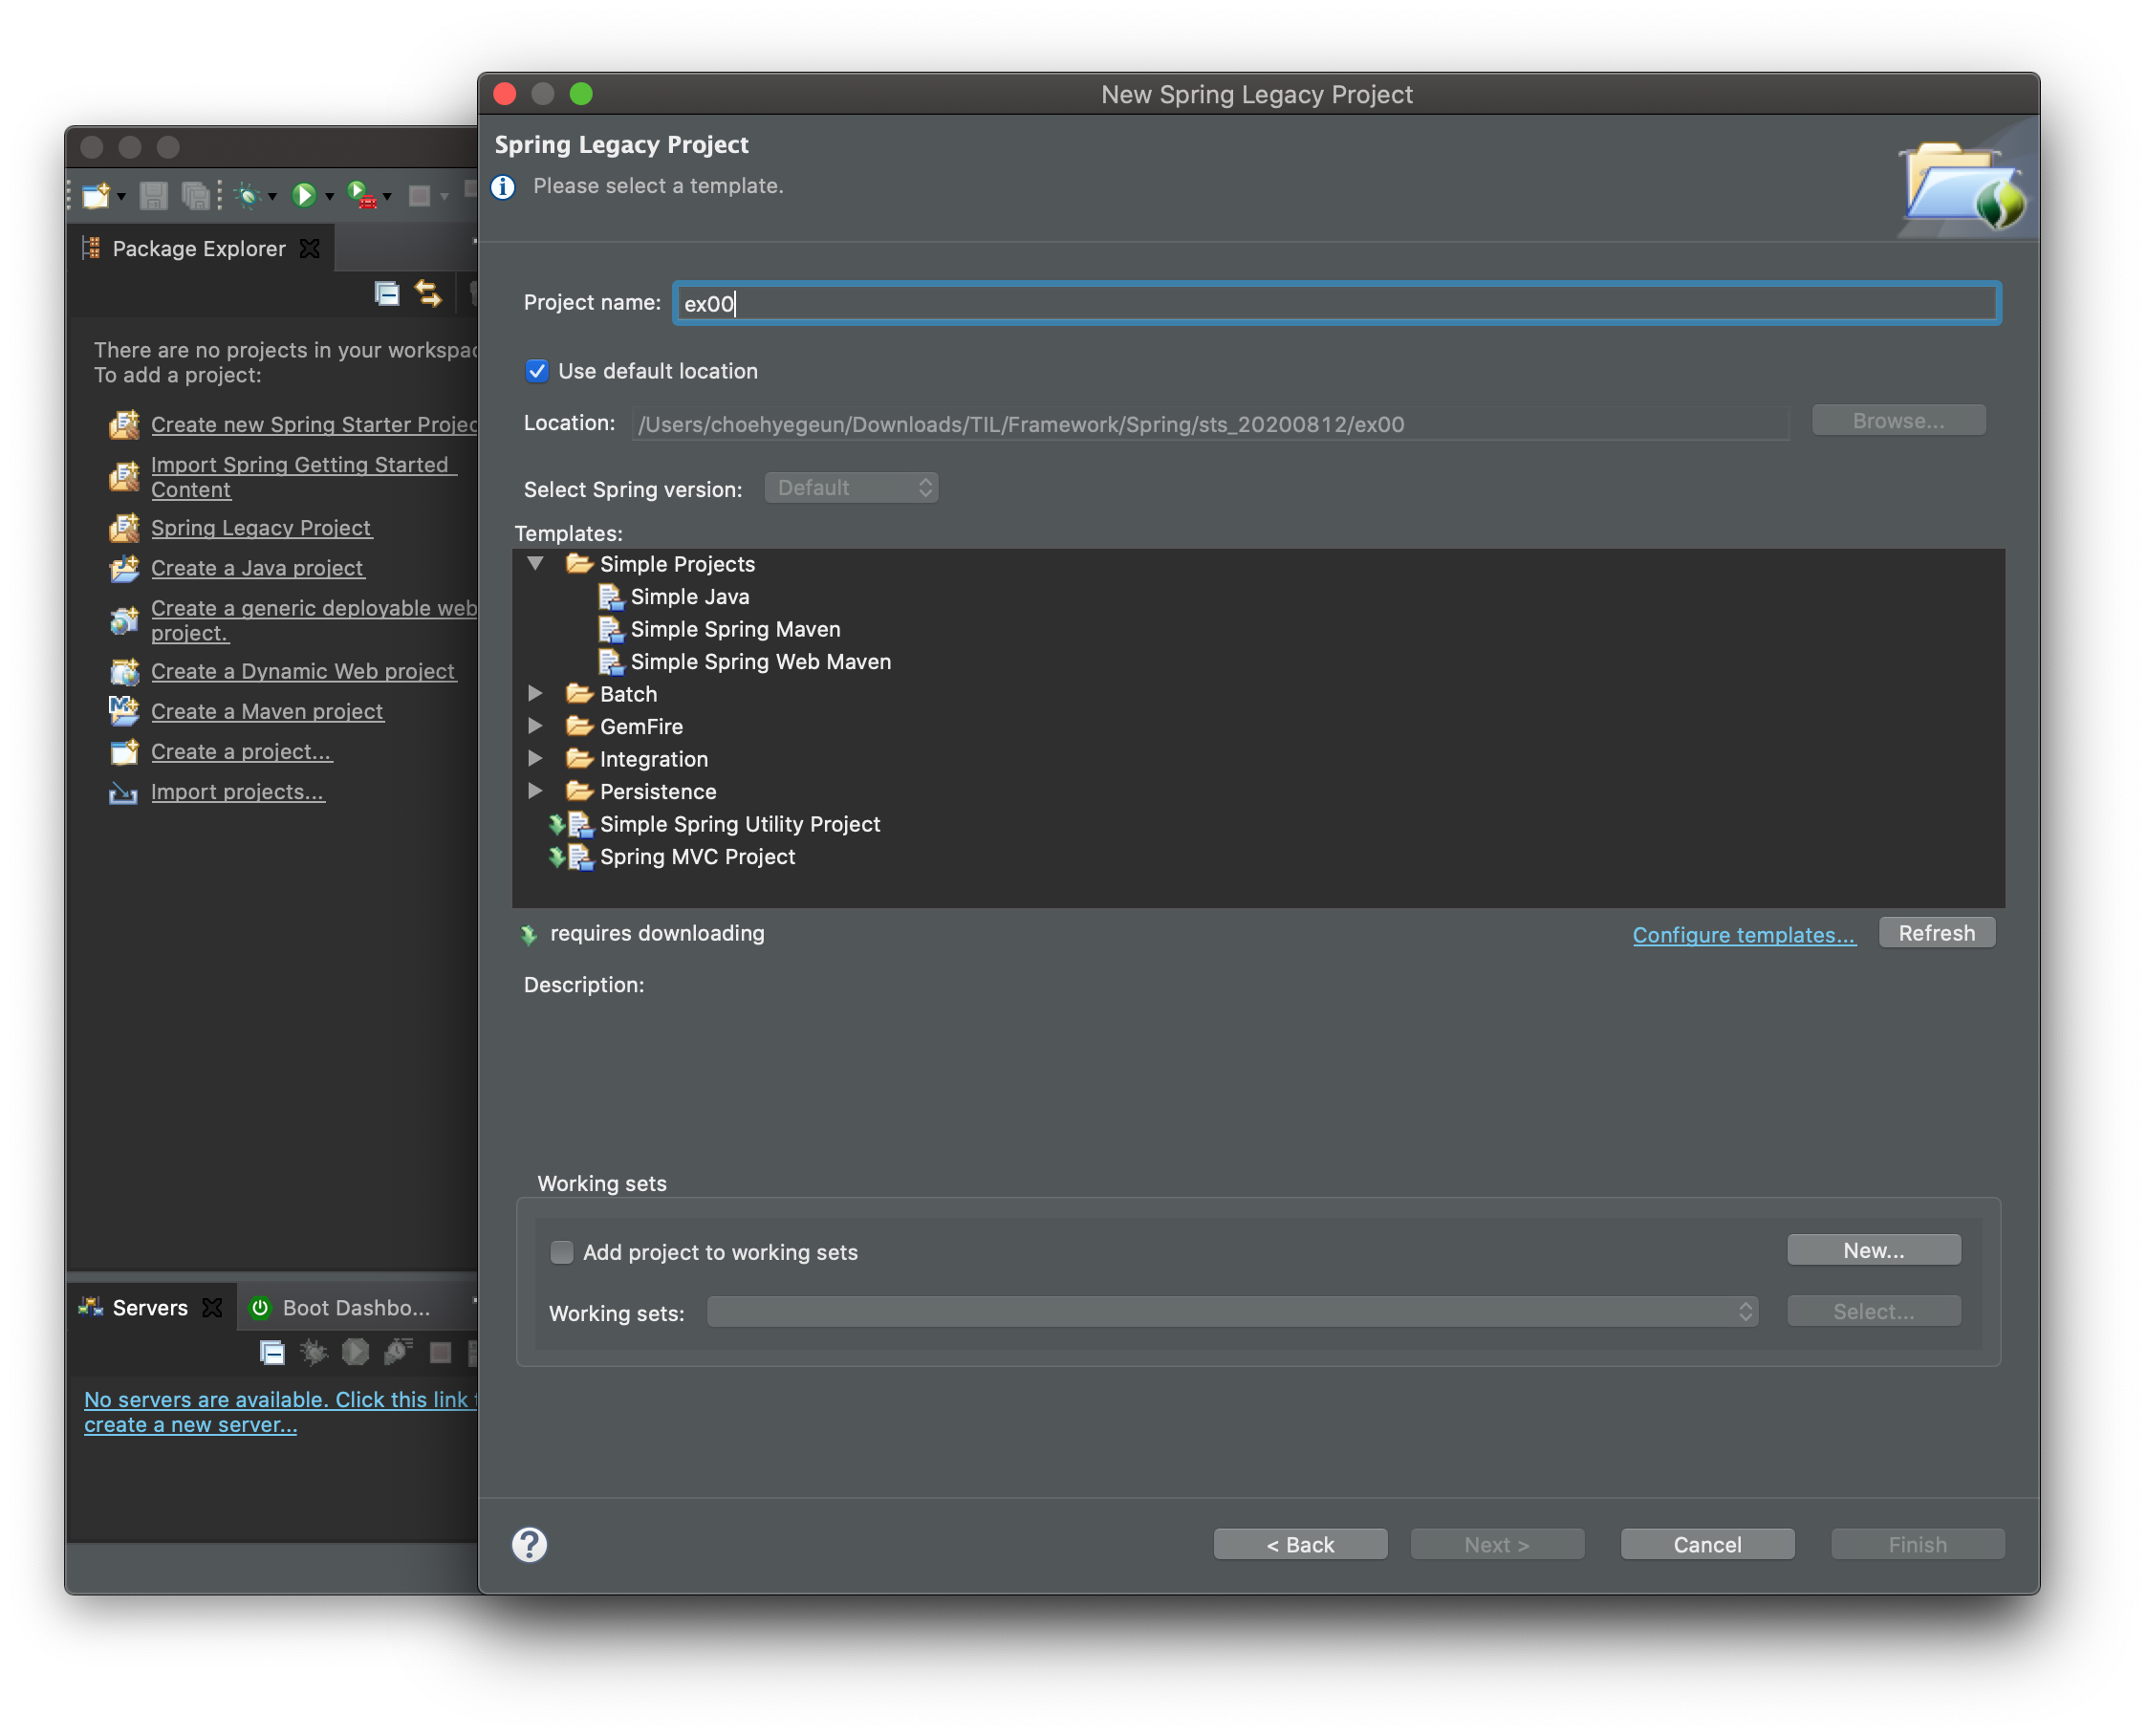 New Spring Legacy Project
Spring Legacy Project
Please select a template.
Package Explorer
There are no projects in your
To add a project:
Create new Spring Starter
Import Spring Getting Started
Content
Spring Legacy Project
Create a Java project
Create a generic deployable web
project.
Create a Dynamic Web project
Create a Maven project
Create a project...
Import projects...
Servers
Boot Dashbo...
No servers are available. Click this link
create a new server...
Project name:
ex00
Use default location
Location:
/Users/choehyegeun/Downloads/TIL/Framework/Spring/sts_20200812/ex00
Browse...
Select Spring version:
Default
Templates:
Simple Projects
Simple Java
Simple Spring Maven
Simple Spring Web Maven
Batch
GemFire
Integration
Persistence
Simple Spring Utility Project
Spring MVC Project
requires downloading
Configure templates...
Refresh
Description:
Working sets
Add project to working sets
New...
Working sets:
Select...
< Back
Next >
Cancel
Finish